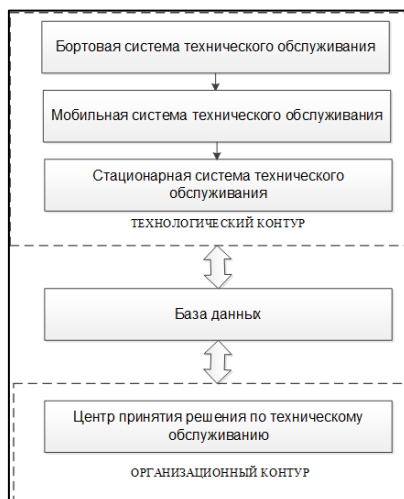 Бортовая система технического обслуживания
Мобильная система технического обслуживания
Стационарная система технического
обслуживания
ТЕХНОЛОГИЧЕСКИЙ КОНТУР
База данных
Центр принятия решения по техническому
обслуживанию
ОРГАНИЗАЦИОННЫЙ КОНТУР